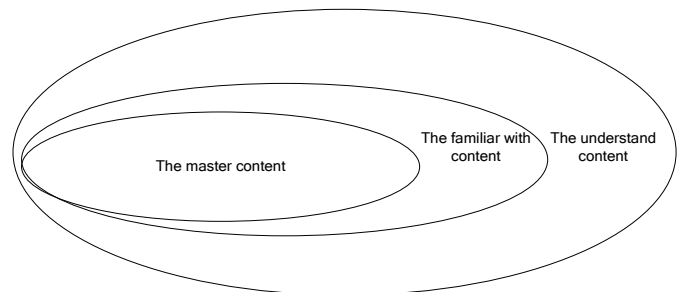 The master content
The familiar with
content
The understand
content